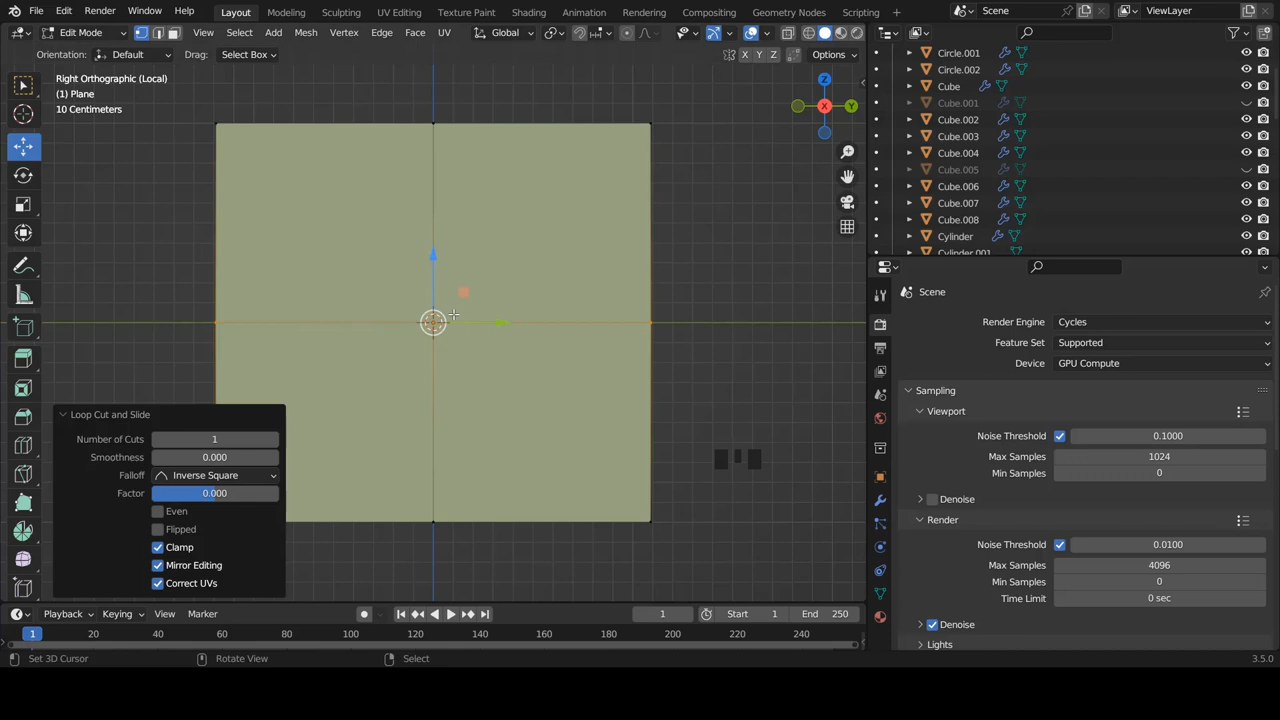 File Edit Render Window Help Layout Modeling Sculpting UV Editing Texture Paint Shading Animation Rendering Compositing Geometry Nodes Scripting Scene ViewLayer
Edit Mode View Select Add Mesh Vertex Edge Face UV Global
Orientation: Default Drag: Select Box X Y Z Options
Right Orthographic (Local)
(1) Plane
10 Centimeters
Z
X
Y
Loop Cut and Slide
Number of Cuts 1
Smoothness 0.000
Falloff Inverse Square
Factor 0.000
Even
Flipped
Clamp
Mirror Editing
Correct UVs
Circle.001
Circle.002
Cube
Cube.001
Cube.002
Cube.003
Cube.004
Cube.005
Cube.006
Cube.007
Cube.008
Cylinder
Cylinder.001
Scene
Render Engine Cycles
Feature Set Supported
Device GPU Compute
Sampling
Viewport
Noise Threshold 0.1000
Max Samples 1024
Min Samples 0
Denoise
Render
Noise Threshold 0.0100
Max Samples 4096
Min Samples 0
Time Limit 0 sec
Denoise
Lights
Playback Keying View Marker 1 Start 1 End 250
1 20 40 60 80 100 120 140 160 180 200 220 240
Set 3D Cursor Rotate View Select 3.5.0